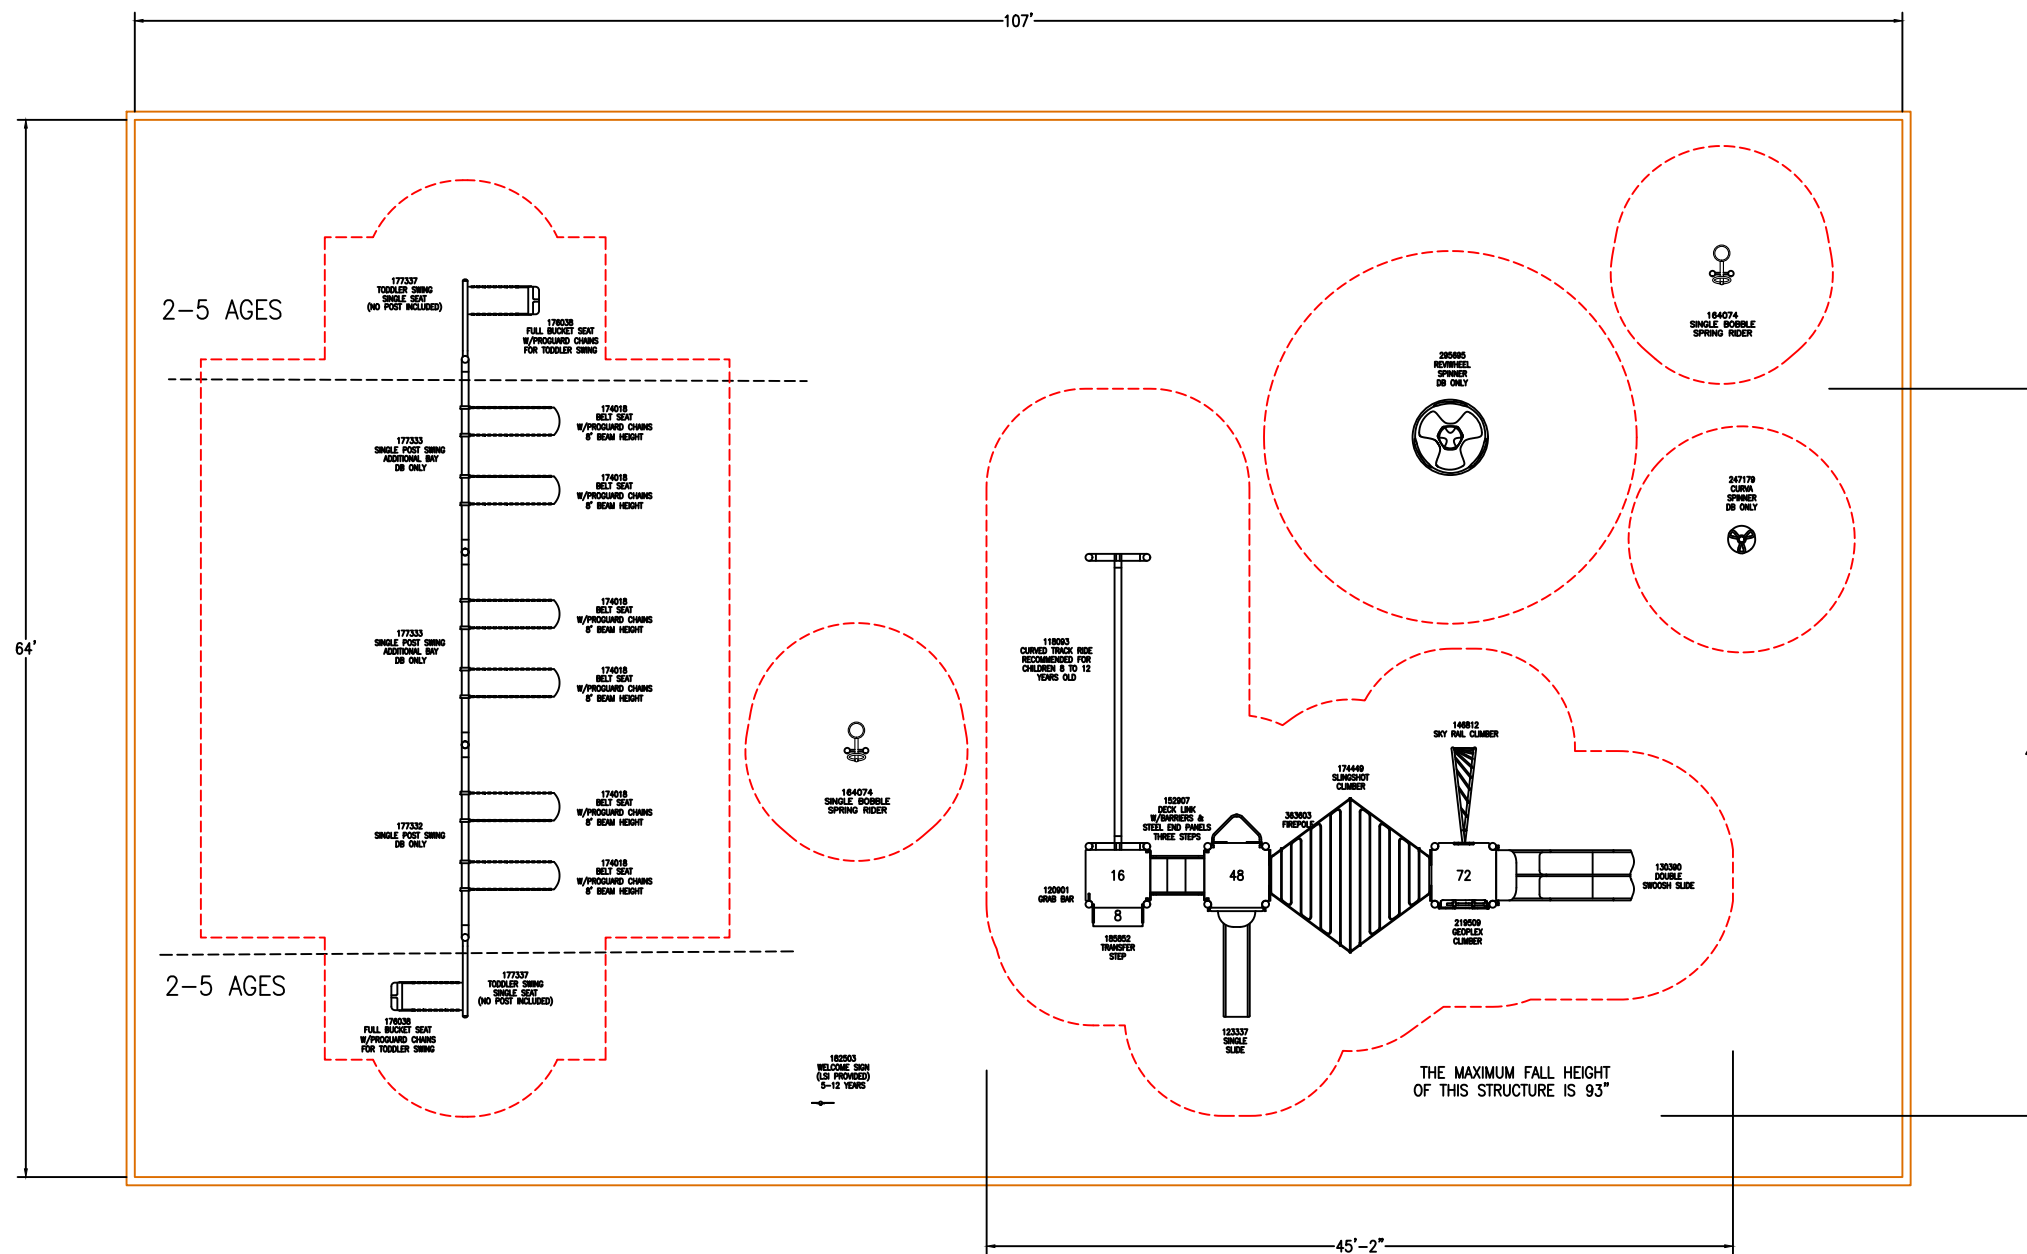 107'
64'
2-5 AGES
177337
TODDLER SWING
SINGLE SEAT
(NO POST INCLUDED)
176038
FULL BUCKET SEAT
W/PROGUARD CHAINS
FOR TODDLER SWING
174018
BELT SEAT
W/PROGUARD CHAINS
8' BEAM HEIGHT
177333
SINGLE POST SWING
ADDITIONAL BAY
DB ONLY
174018
BELT SEAT
W/PROGUARD CHAINS
8' BEAM HEIGHT
174018
BELT SEAT
W/PROGUARD CHAINS
8' BEAM HEIGHT
177333
SINGLE POST SWING
ADDITIONAL BAY
DB ONLY
174018
BELT SEAT
W/PROGUARD CHAINS
8' BEAM HEIGHT
174018
BELT SEAT
W/PROGUARD CHAINS
8' BEAM HEIGHT
177332
SINGLE POST SWING
DB ONLY
174018
BELT SEAT
W/PROGUARD CHAINS
8' BEAM HEIGHT
2-5 AGES
177337
TODDLER SWING
SINGLE SEAT
(NO POST INCLUDED)
176038
FULL BUCKET SEAT
W/PROGUARD CHAINS
FOR TODDLER SWING
164074
SINGLE BOBBLE
SPRING RIDER
182503
WELCOME SIGN
(LSI PROVIDED)
5-12 YEARS
164074
SINGLE BOBBLE
SPRING RIDER
295695
REVIWHEEL
SPINNER
DB ONLY
247179
CURVA
SPINNER
DB ONLY
118093
CURVED TRACK RIDE
RECOMMENDED FOR
CHILDREN 8 TO 12
YEARS OLD
146812
SKY RAIL CLIMBER
174449
SLINGSHOT
CLIMBER
152907
DECK LINK
W/BARRIERS &
STEEL END PANELS
THREE STEPS
363603
FIREPOLE
16
48
72
8
120901
GRAB BAR
185852
TRANSFER
STEP
130390
DOUBLE
SWOOSH SLIDE
219509
GEOPLEX
CLIMBER
123337
SINGLE
SLIDE
THE MAXIMUM FALL HEIGHT
OF THIS STRUCTURE IS 93"
45'-2"